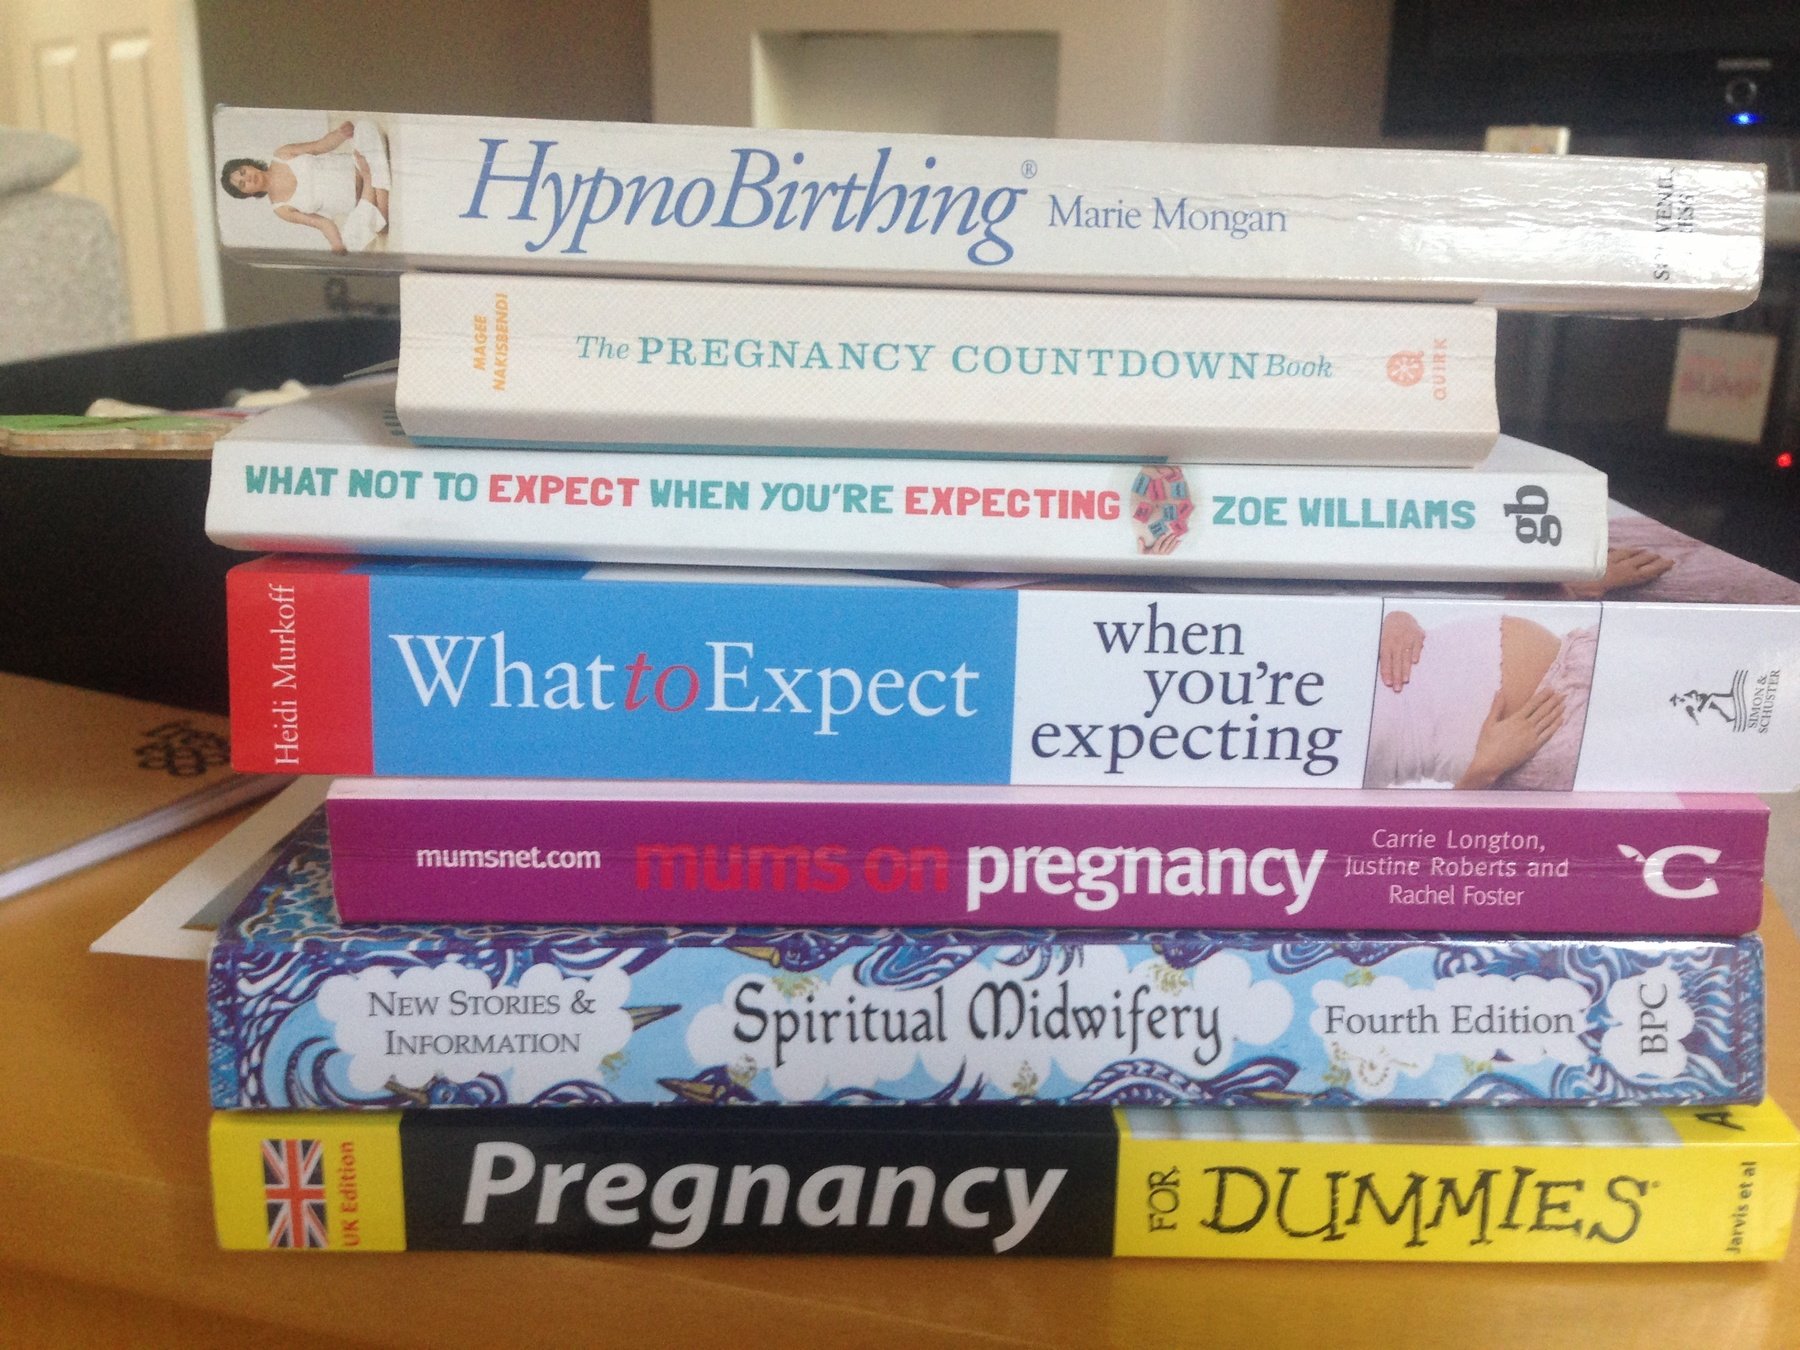 HypnoBirthing® Marie Mongan
MAGEE
NAKISBENDI
The PREGNANCY COUNTDOWN Book
QUIRK
WHAT NOT TO EXPECT WHEN YOU'RE EXPECTING ZOE WILLIAMS
gb
Heidi Murkoff
What to Expect
when
you're
expecting
SIMON &
SCHUSTER
mumsnet.com
mums on pregnancy
Carrie Longton,
Justine Roberts and
Rachel Foster
C
NEW STORIES &
INFORMATION
Spiritual Midwifery
Fourth Edition
BPC
UK Edition
Pregnancy
FOR
DUMMIES®
Jarvis et al
BUMP